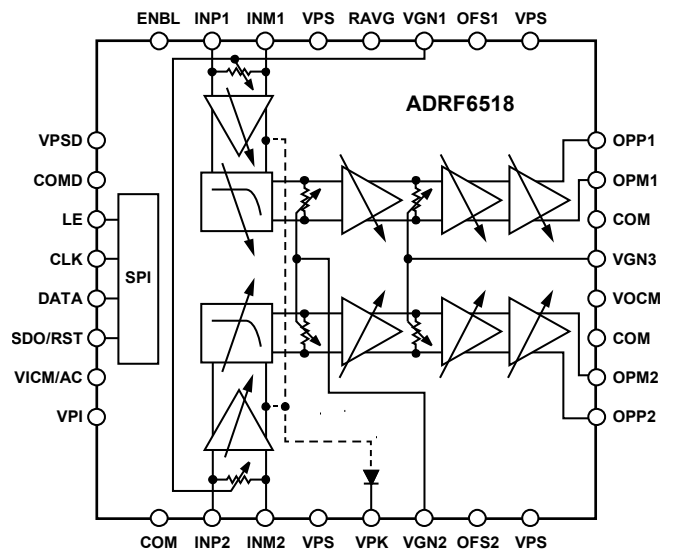 ENBL INP1 INM1 VPS RAVG VGN1 OFS1 VPS
ADRF6518
VPSD
COMD
LE
CLK
DATA
SDO/RST
VICM/AC
VPI
SPI
OPP1
OPM1
COM
VGN3
VOCM
COM
OPM2
OPP2
COM INP2 INM2 VPS VPK VGN2 OFS2 VPS